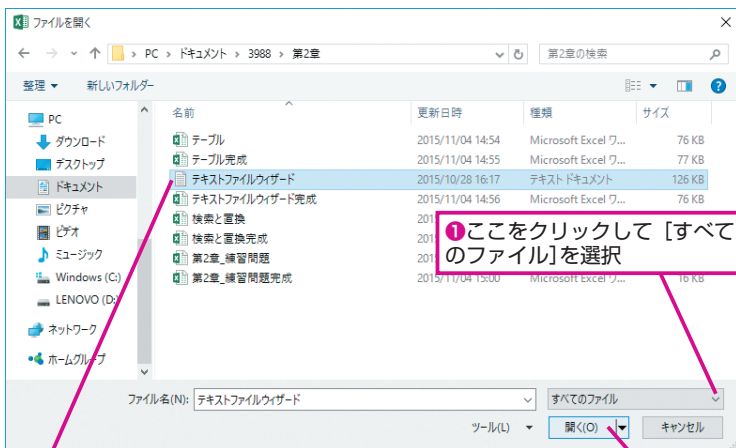 ファイルを開く
PC › ドキュメント › 3988 › 第2章
第2章の検索
整理 新しいフォルダー
名前 更新日時 種類 サイズ
PC
ダウンロード
デスクトップ
ドキュメント
ピクチャ
ビデオ
ミュージック
Windows (C:)
LENOVO (D:)
ネットワーク
ホームグループ
テーブル 2015/11/04 14:54 Microsoft Excel ワ... 76 KB
テーブル完成 2015/11/04 14:55 Microsoft Excel ワ... 77 KB
テキストファイルウィザード 2015/10/28 16:17 テキスト ドキュメント 126 KB
テキストファイルウィザード完成 2015/11/04 14:56 Microsoft Excel ワ... 76 KB
検索と置換 201
検索と置換完成 201
第2章_練習問題 201
第2章_練習問題完成 2015/11/04 15:00 Microsoft Excel ワ... 16 KB
❶ここをクリックして［すべて
のファイル］を選択
ファイル名(N): テキストファイルウィザード すべてのファイル
ツール(L) 開く(O) キャンセル